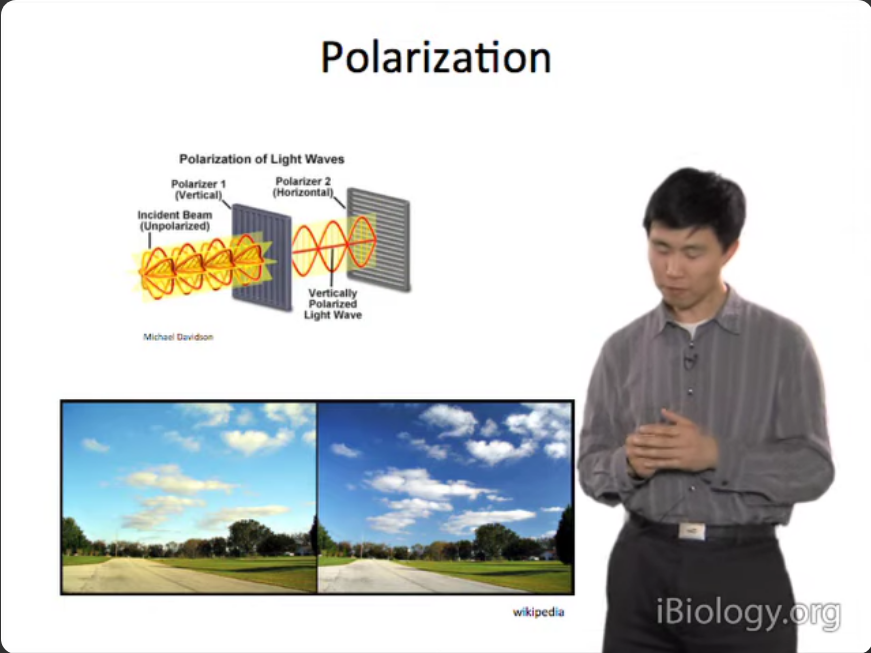 Polarization
Polarization of Light Waves
Polarizer 1
(Vertical)
Polarizer 2
(Horizontal)
Incident Beam
(Unpolarized)
Vertically
Polarized
Light Wave
Michael Davidson
wikipedia
iBiology.org